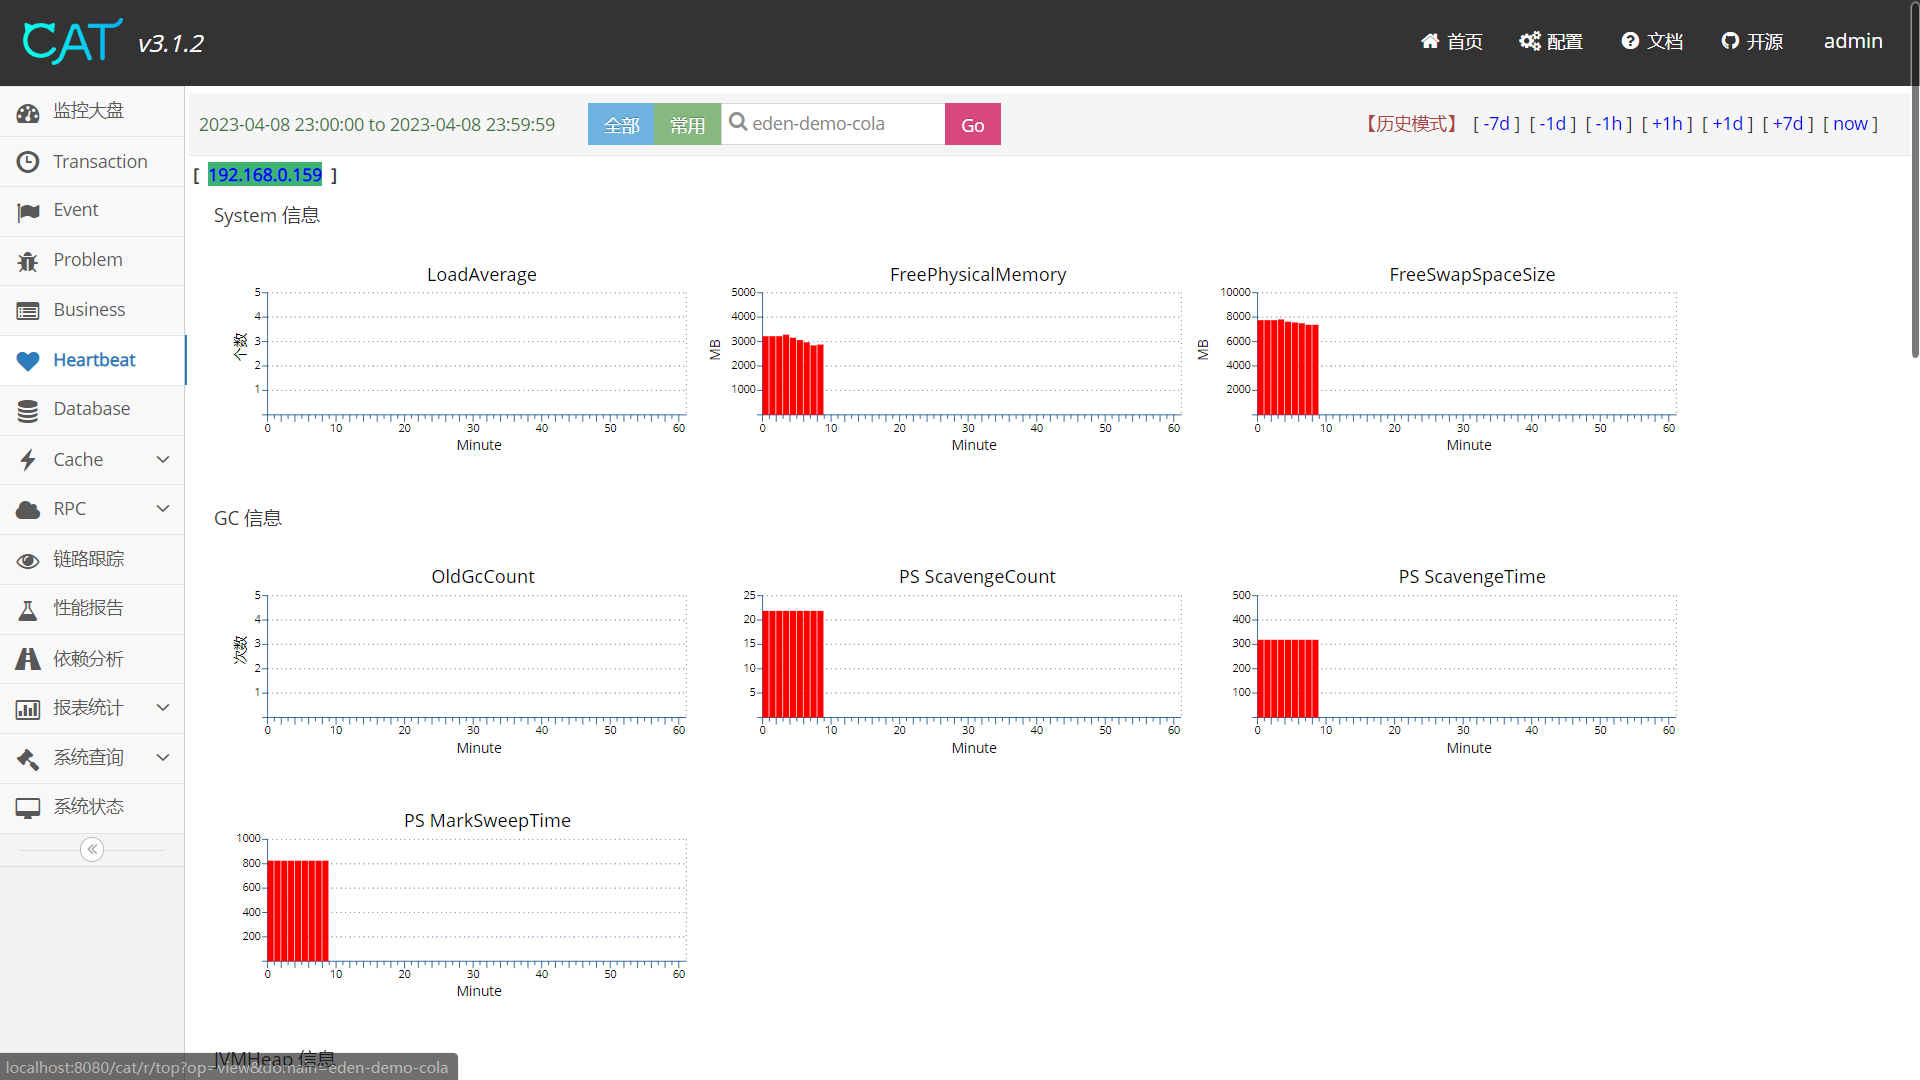 CAT v3.1.2
首页 配置 文档 开源 admin
监控大盘
Transaction
Event
Problem
Business
Heartbeat
Database
Cache
RPC
链路跟踪
性能报告
依赖分析
报表统计
系统查询
系统状态
2023-04-08 23:00:00 to 2023-04-08 23:59:59 全部 常用 eden-demo-cola Go 【历史模式】 [ -7d ] [ -1d ] [ -1h ] [ +1h ] [ +1d ] [ +7d ] [ now ]
[ 192.168.0.159 ]
System 信息
LoadAverage
个数
5
4
3
2
1
0 10 20 30 40 50 60
Minute
FreePhysicalMemory
MB
5000
4000
3000
2000
1000
0 10 20 30 40 50 60
Minute
FreeSwapSpaceSize
MB
10000
8000
6000
4000
2000
0 10 20 30 40 50 60
Minute
GC 信息
OldGcCount
次数
5
4
3
2
1
0 10 20 30 40 50 60
Minute
PS ScavengeCount
25
20
15
10
5
0 10 20 30 40 50 60
Minute
PS ScavengeTime
500
400
300
200
100
0 10 20 30 40 50 60
Minute
PS MarkSweepTime
1000
800
600
400
200
0 10 20 30 40 50 60
Minute
JVMHeap 信息
localhost:8080/cat/r/top?op=view&domain=eden-demo-cola